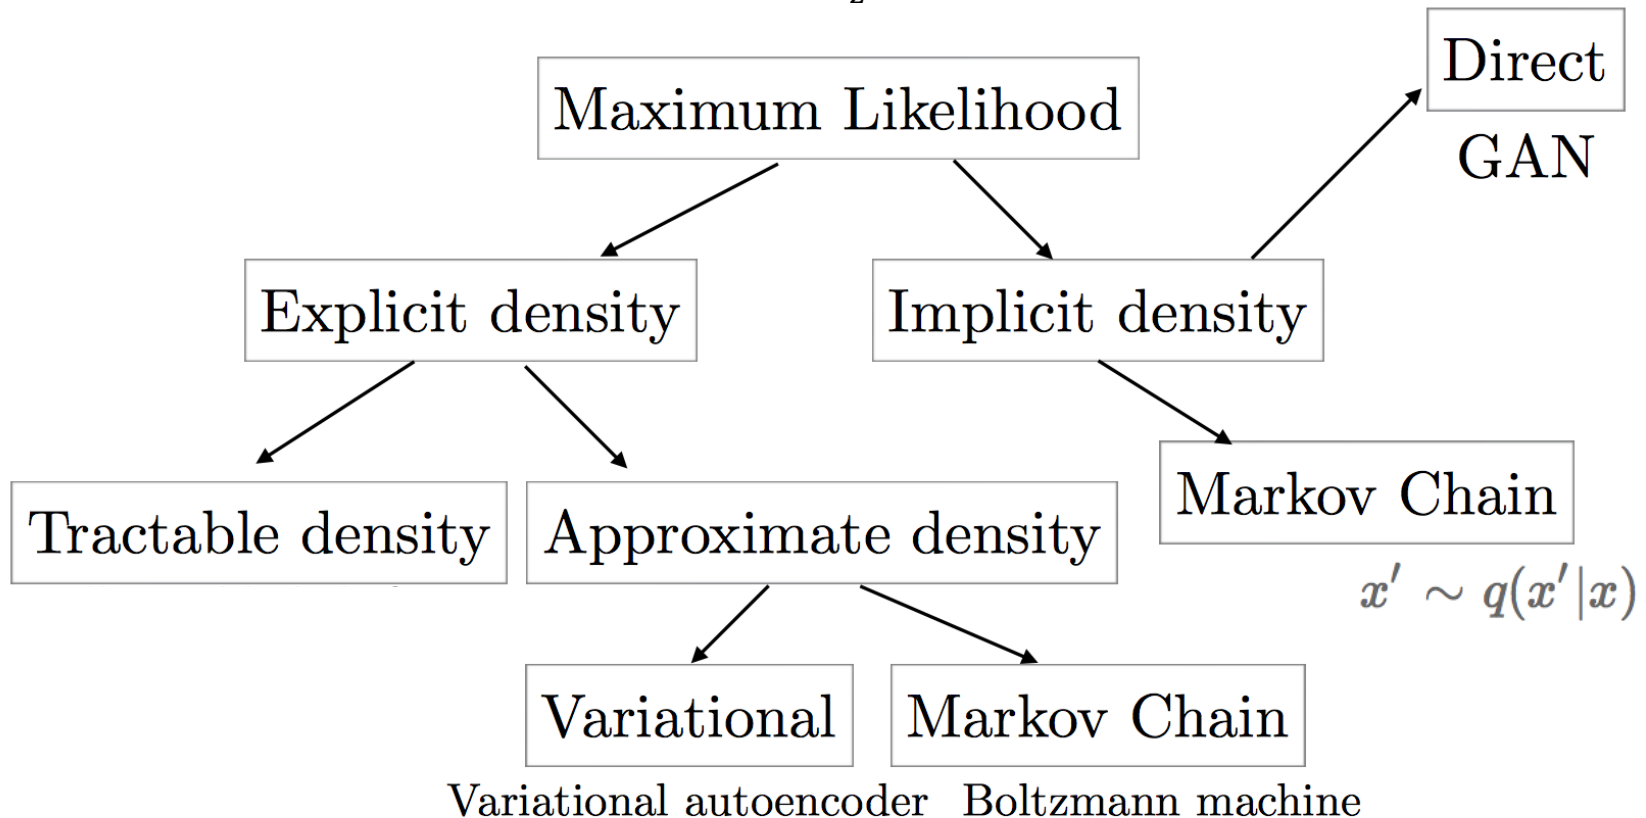 Direct
Maximum Likelihood
GAN
Explicit density
Implicit density
Markov Chain
Tractable density
Approximate density
x′ ∼ q(x′|x)
Variational
Markov Chain
Variational autoencoder
Boltzmann machine